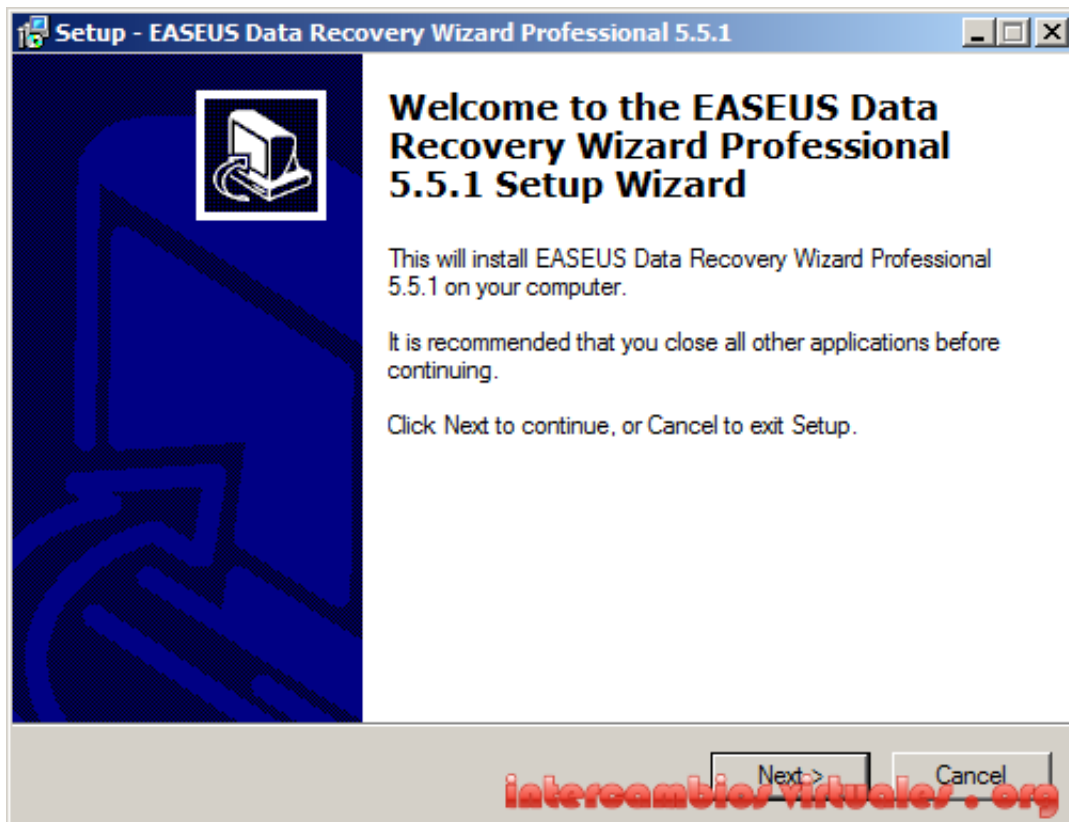 Setup - EASEUS Data Recovery Wizard Professional 5.5.1
Welcome to the EASEUS Data
Recovery Wizard Professional
5.5.1 Setup Wizard
This will install EASEUS Data Recovery Wizard Professional
5.5.1 on your computer.
It is recommended that you close all other applications before
continuing.
Click Next to continue, or Cancel to exit Setup.
Next > Cancel
intercambios virtuales . org